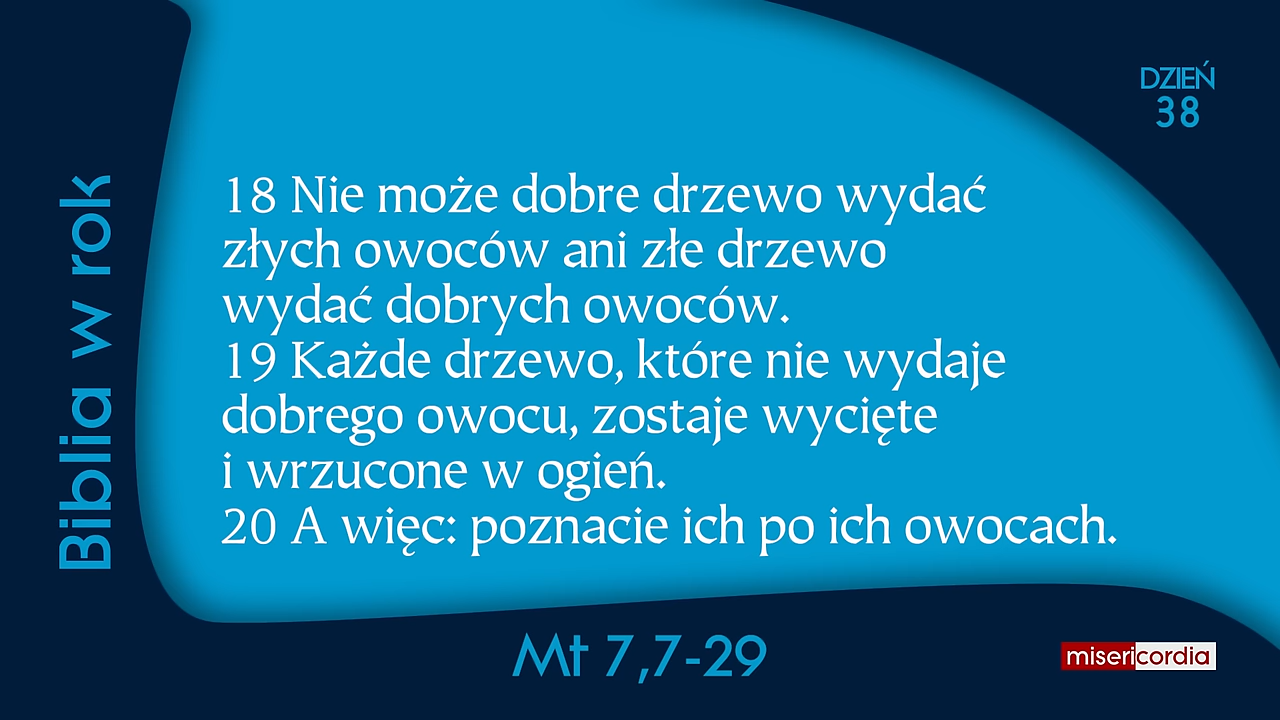 DZIEŃ
38
Biblia w rok
18 Nie może dobre drzewo wydać
złych owoców ani złe drzewo
wydać dobrych owoców.
19 Każde drzewo, które nie wydaje
dobrego owocu, zostaje wycięte
i wrzucone w ogień.
20 A więc: poznacie ich po ich owocach.
Mt 7,7-29
misericordia